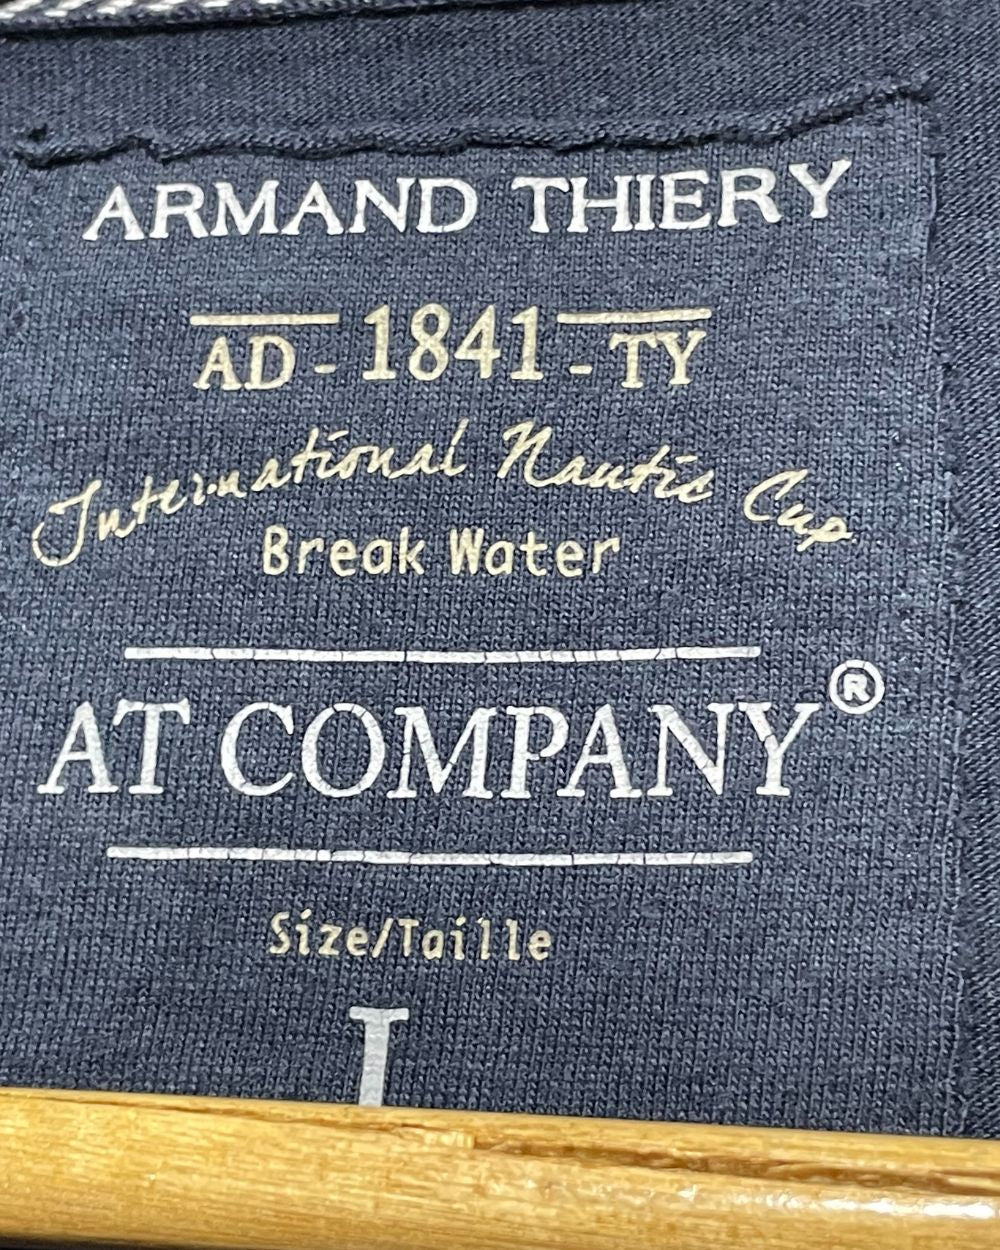 ARMAND THIERY
AD - 1841 - TY
International Nautic Cup
Break Water
AT COMPANY®
Size/Taille